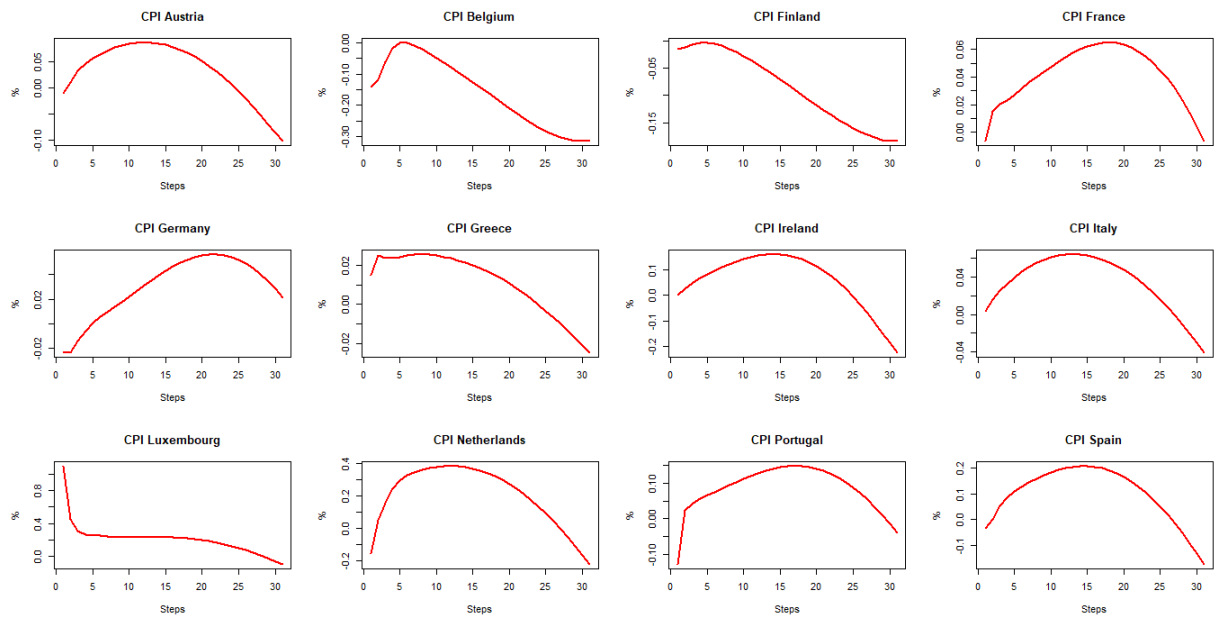 CPI Austria
%
0.05
0.00
-0.10
0 5 10 15 20 25 30
Steps
CPI Belgium
%
0.00
-0.10
-0.20
-0.30
0 5 10 15 20 25 30
Steps
CPI Finland
%
-0.05
-0.15
0 5 10 15 20 25 30
Steps
CPI France
%
0.06
0.04
0.02
0.00
0 5 10 15 20 25 30
Steps
CPI Germany
%
0.02
-0.02
0 5 10 15 20 25 30
Steps
CPI Greece
%
0.02
0.00
-0.02
0 5 10 15 20 25 30
Steps
CPI Ireland
%
0.1
0.0
-0.1
-0.2
0 5 10 15 20 25 30
Steps
CPI Italy
%
0.04
0.00
-0.04
0 5 10 15 20 25 30
Steps
CPI Luxembourg
%
0.8
0.4
0.0
0 5 10 15 20 25 30
Steps
CPI Netherlands
%
0.4
0.2
0.0
-0.2
0 5 10 15 20 25 30
Steps
CPI Portugal
%
0.10
0.00
-0.10
0 5 10 15 20 25 30
Steps
CPI Spain
%
0.2
0.1
0.0
-0.1
0 5 10 15 20 25 30
Steps